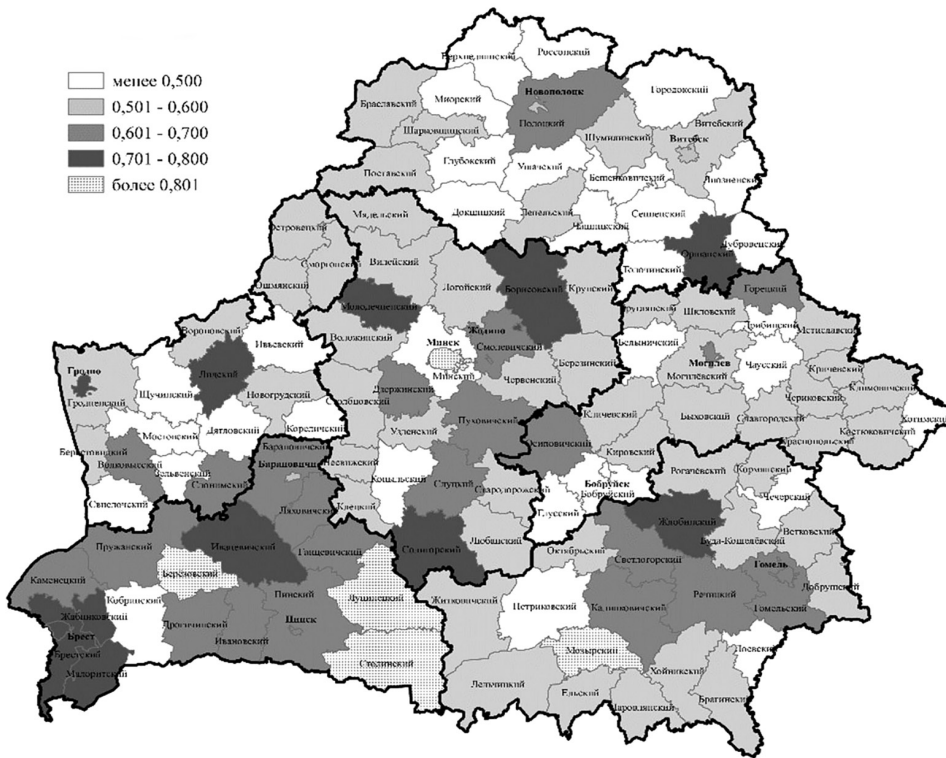 менее 0,500
0,501 - 0,600
0,601 - 0,700
0,701 - 0,800
более 0,801
Верхнедвинский
Россонский
Браславский
Миорский
Новополоцк
Полоцкий
Городокский
Шарковщинский
Шумилинский
Витебский
Витебск
Поставский
Глубокский
Ушачский
Бешенковичский
Лиозненский
Докшицкий
Лепельский
Чашникский
Сенненский
Мядельский
Оршанский
Дубровенский
Толочинский
Островецкий
Сморгонский
Ошмянский
Вилейский
Логойский
Борисовский
Крупский
Горецкий
Молодечненский
Круглянский
Шкловский
Дрибинский
Мстиславский
Вороновский
Ивьевский
Воложинский
Минск
Минский
Жодино
Смолевичский
Белыничский
Могилев
Могилёвский
Чаусский
Кричевский
Гродно
Гродненский
Щучинский
Лидский
Новогрудский
Столбцовский
Дзержинский
Червенский
Березинский
Климовичский
Чериковский
Хотимский
Мостовский
Дятловский
Кореличский
Узденский
Пуховичский
Осиповичский
Кличевский
Быховский
Славгородский
Костюковичский
Краснопольский
Берестовицкий
Волковысский
Зельвенский
Слонимский
Барановичский
Барановичи
Несвижский
Копыльский
Слуцкий
Стародорожский
Кировский
Бобруйск
Бобруйский
Глусский
Рогачёвский
Кормянский
Чечерский
Свислочский
Ляховичский
Клецкий
Солигорский
Любанский
Октябрьский
Жлобинский
Буда-Кошелёвский
Ветковский
Пружанский
Ивацевичский
Ганцевичский
Светлогорский
Гомель
Каменецкий
Берёзовский
Кобринский
Пинский
Лунинецкий
Житковичский
Петриковский
Калинковичский
Речицкий
Гомельский
Добрушский
Жабинковский
Брест
Брестский
Дрогичинский
Ивановский
Пинск
Малоритский
Столинский
Мозырский
Хойникский
Лоевский
Лельчицкий
Ельский
Наровлянский
Брагинский